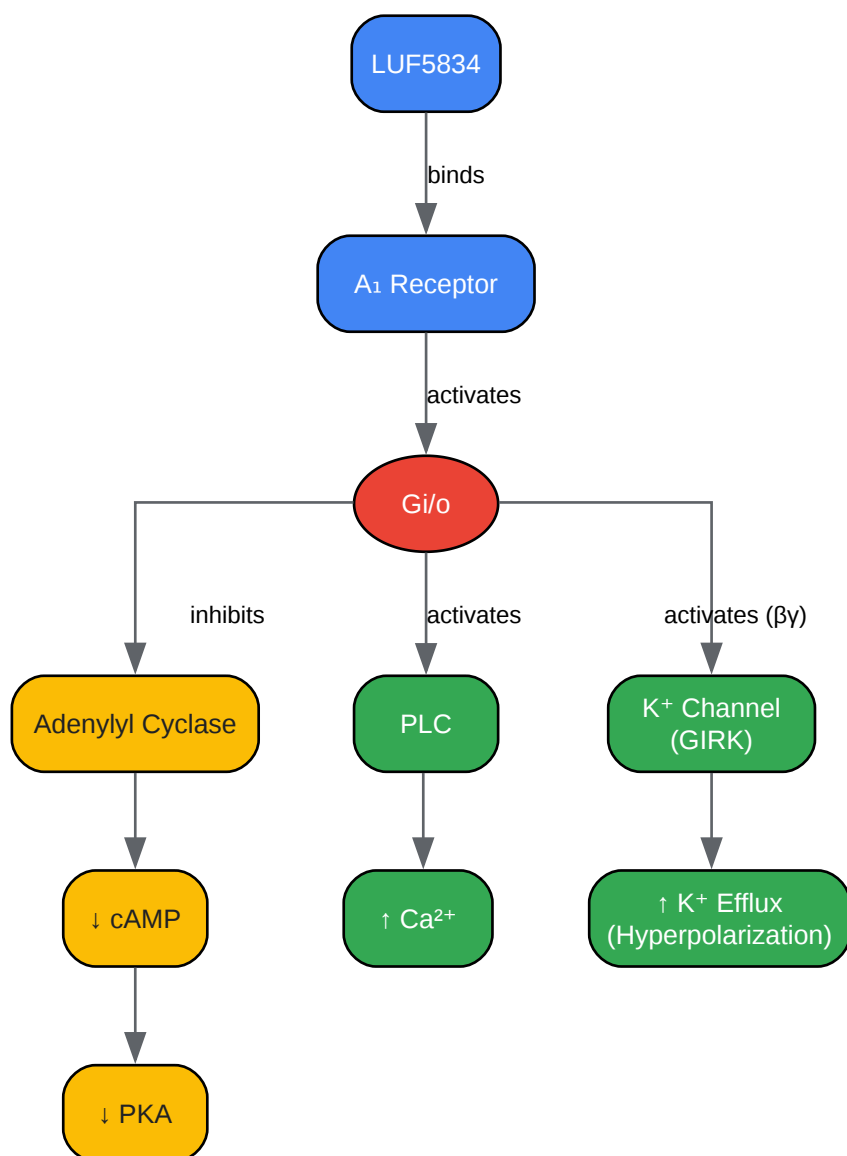 LUF5834
binds
A₁ Receptor
activates
Gi/o
inhibits
activates
activates (βγ)
Adenylyl Cyclase
PLC
K⁺ Channel
(GIRK)
↓ cAMP
↑ Ca²⁺
↑ K⁺ Efflux
(Hyperpolarization)
↓ PKA